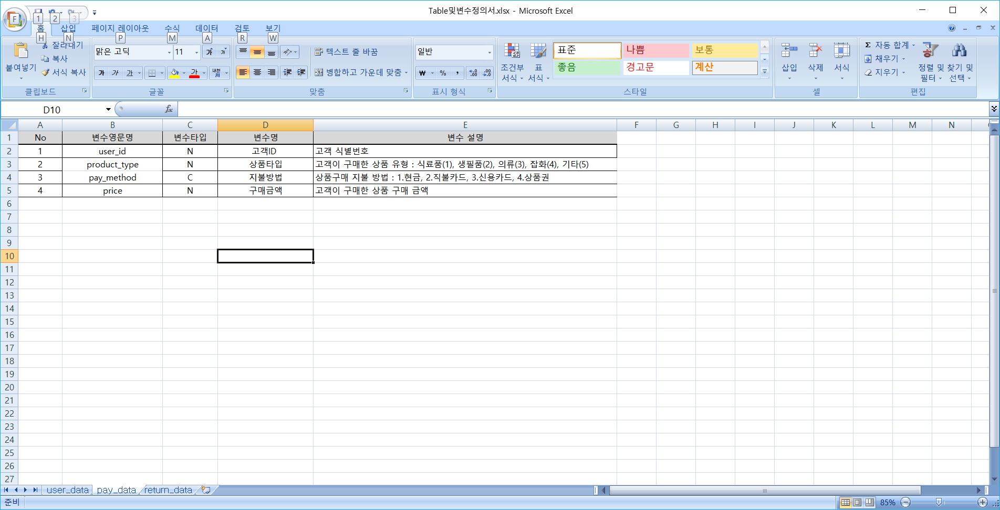 Table및변수정의서.xlsx - Microsoft Excel
F 1 2 3
홈 삽입 페이지 레이아웃 수식 데이터 검토 보기
H N P M A R W
붙여넣기
잘라내기
복사
서식 복사
클립보드
맑은 고딕 11 가 가
가 가 가 가 내천
글꼴
텍스트 줄 바꿈
병합하고 가운데 맞춤
맞춤
일반
₩ % , .00
표시 형식
조건부 서식
표 서식
표준 나쁨 보통
좋음 경고문 계산
스타일
삽입 삭제 서식
셀
Σ 자동 합계
채우기
지우기
정렬 및 필터
찾기 및 선택
편집
D10 fx
A B C D E F G H I J K L M N
1 No 변수영문명 변수타입 변수명 변수 설명
2 1 user_id N 고객ID 고객 식별번호
3 2 product_type N 상품타입 고객이 구매한 상품 유형 : 식료품(1), 생필품(2), 의류(3), 잡화(4), 기타(5)
4 3 pay_method C 지불방법 상품구매 지불 방법 : 1.현금, 2.직불카드, 3.신용카드, 4.상품권
5 4 price N 구매금액 고객이 구매한 상품 구매 금액
6
7
8
9
10
11
12
13
14
15
16
17
18
19
20
21
22
23
24
25
26
27
user_data pay_data return_data
준비 85%